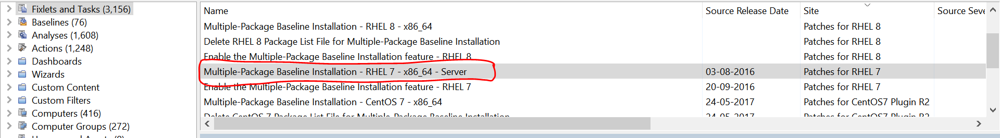 Fixlets and Tasks (3,156)
Baselines (76)
Analyses (1,608)
Actions (1,248)
Dashboards
Wizards
Custom Content
Custom Filters
Computers (416)
Computer Groups (272)
Name Source Release Date Site Source Seve
Multiple-Package Baseline Installation - RHEL 8 - x86_64 Patches for RHEL 8
Delete RHEL 8 Package List File for Multiple-Package Baseline Installation Patches for RHEL 8
Enable the Multiple-Package Baseline Installation feature - RHEL 8 Patches for RHEL 8
Multiple-Package Baseline Installation - RHEL 7 - x86_64 - Server 03-08-2016 Patches for RHEL 7
Enable the Multiple-Package Baseline Installation feature - RHEL 7 20-09-2016 Patches for RHEL 7
Multiple-Package Baseline Installation - CentOS 7 - x86_64 24-05-2017 Patches for CentOS7 Plugin R2
Delete CentOS 7 Package List File for Multiple-Package Baseline Installation 24-05-2017 Patches for CentOS7 Plugin R2